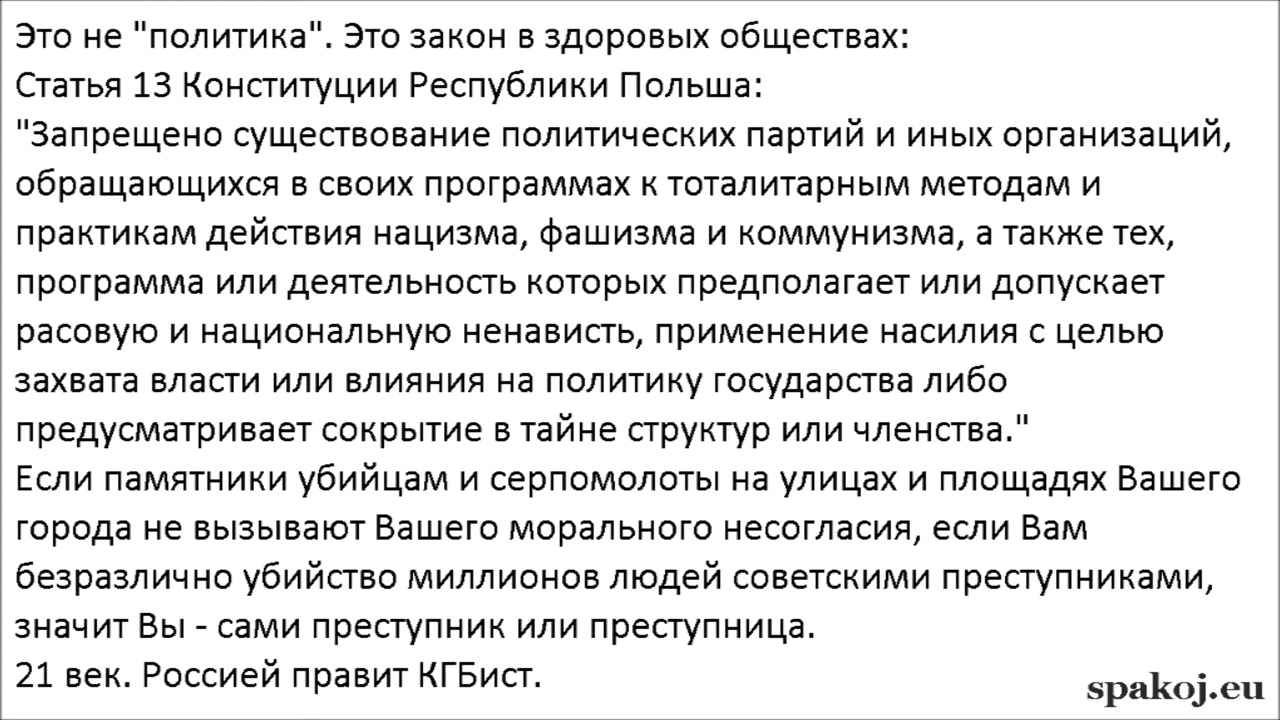 Это не "политика". Это закон в здоровых обществах:
Статья 13 Конституции Республики Польша:
"Запрещено существование политических партий и иных организаций,
обращающихся в своих программах к тоталитарным методам и
практикам действия нацизма, фашизма и коммунизма, а также тех,
программа или деятельность которых предполагает или допускает
расовую и национальную ненависть, применение насилия с целью
захвата власти или влияния на политику государства либо
предусматривает сокрытие в тайне структур или членства."
Если памятники убийцам и серпомолоты на улицах и площадях Вашего
города не вызывают Вашего морального несогласия, если Вам
безразлично убийство миллионов людей советскими преступниками,
значит Вы - сами преступник или преступница.
21 век. Россией правит КГБист.
spakoj.eu